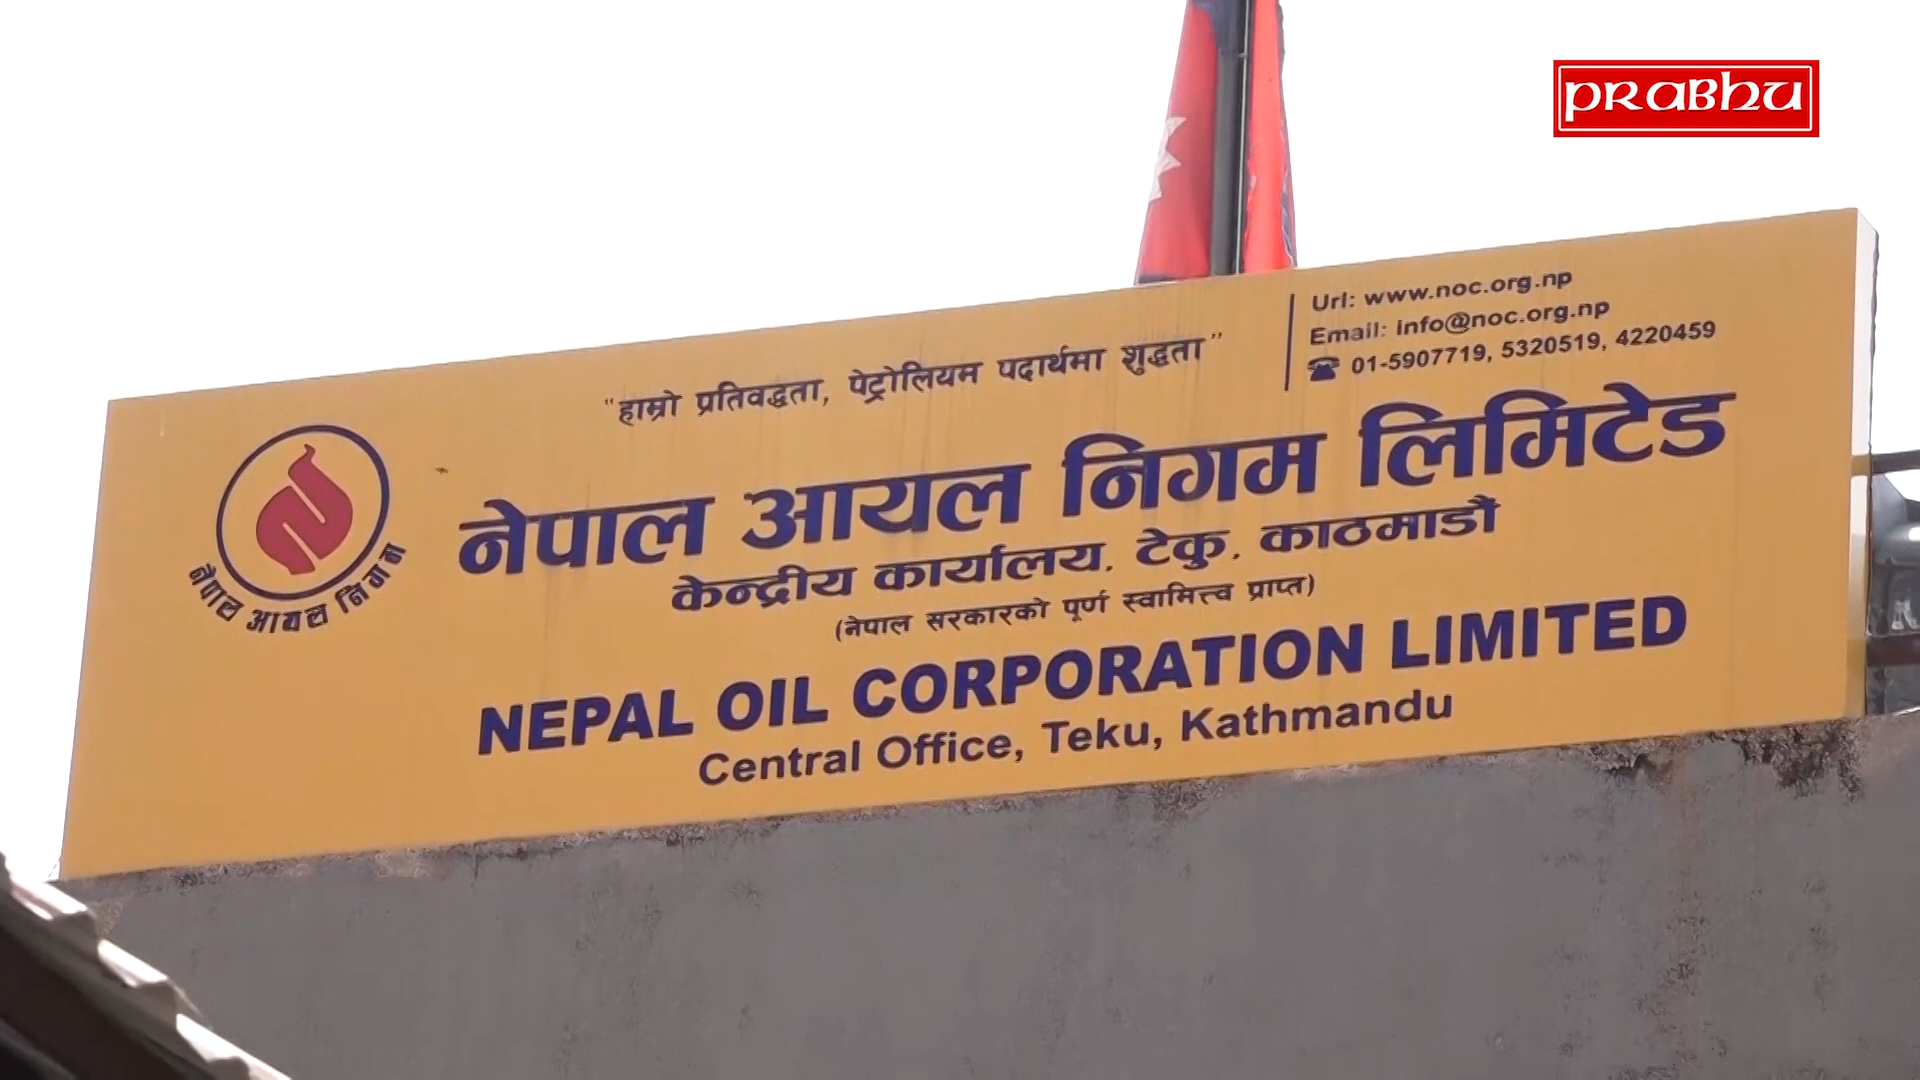 PRABHU
Url: www.noc.org.np
Email: info@noc.org.np
☎ 01-5907719, 5320519, 4220459
"हाम्रो प्रतिवद्धता, पेट्रोलियम पदार्थमा शुद्धता"
नेपाल आयल निगम लिमिटेड
केन्द्रीय कार्यालय, टेकु, काठमाडौं
(नेपाल सरकारको पूर्ण स्वामित्त्व प्राप्त)
NEPAL OIL CORPORATION LIMITED
Central Office, Teku, Kathmandu
नेपाल आयल निगम